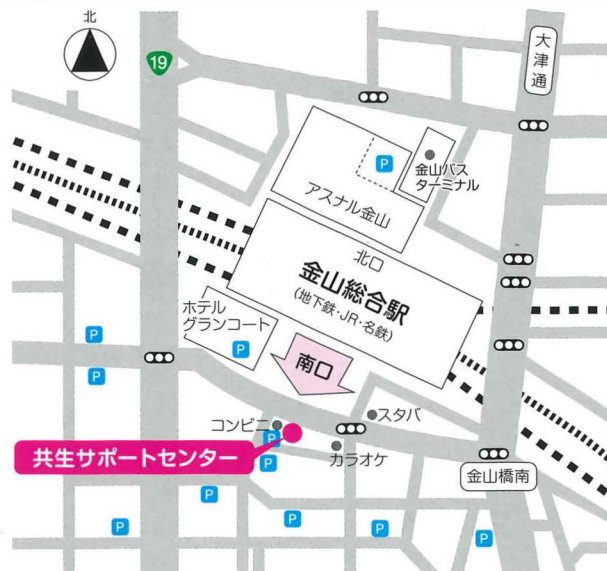 北
19
大津通
P
金山バス
ターミナル
アスナル金山
北口
金山総合駅
(地下鉄・JR・名鉄)
ホテル
グランコート
P
南口
P
P
コンビニ
スタバ
P
カラオケ
共生サポートセンター
P
金山橋南
P
P
P
P
P